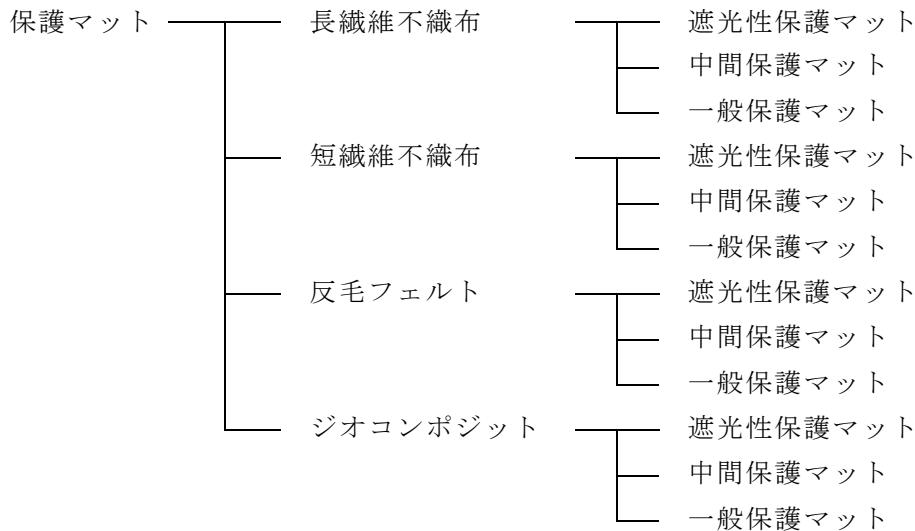 保護マット 長繊維不織布 遮光性保護マット
中間保護マット
一般保護マット
短繊維不織布 遮光性保護マット
中間保護マット
一般保護マット
反毛フェルト 遮光性保護マット
中間保護マット
一般保護マット
ジオコンポジット 遮光性保護マット
中間保護マット
一般保護マット